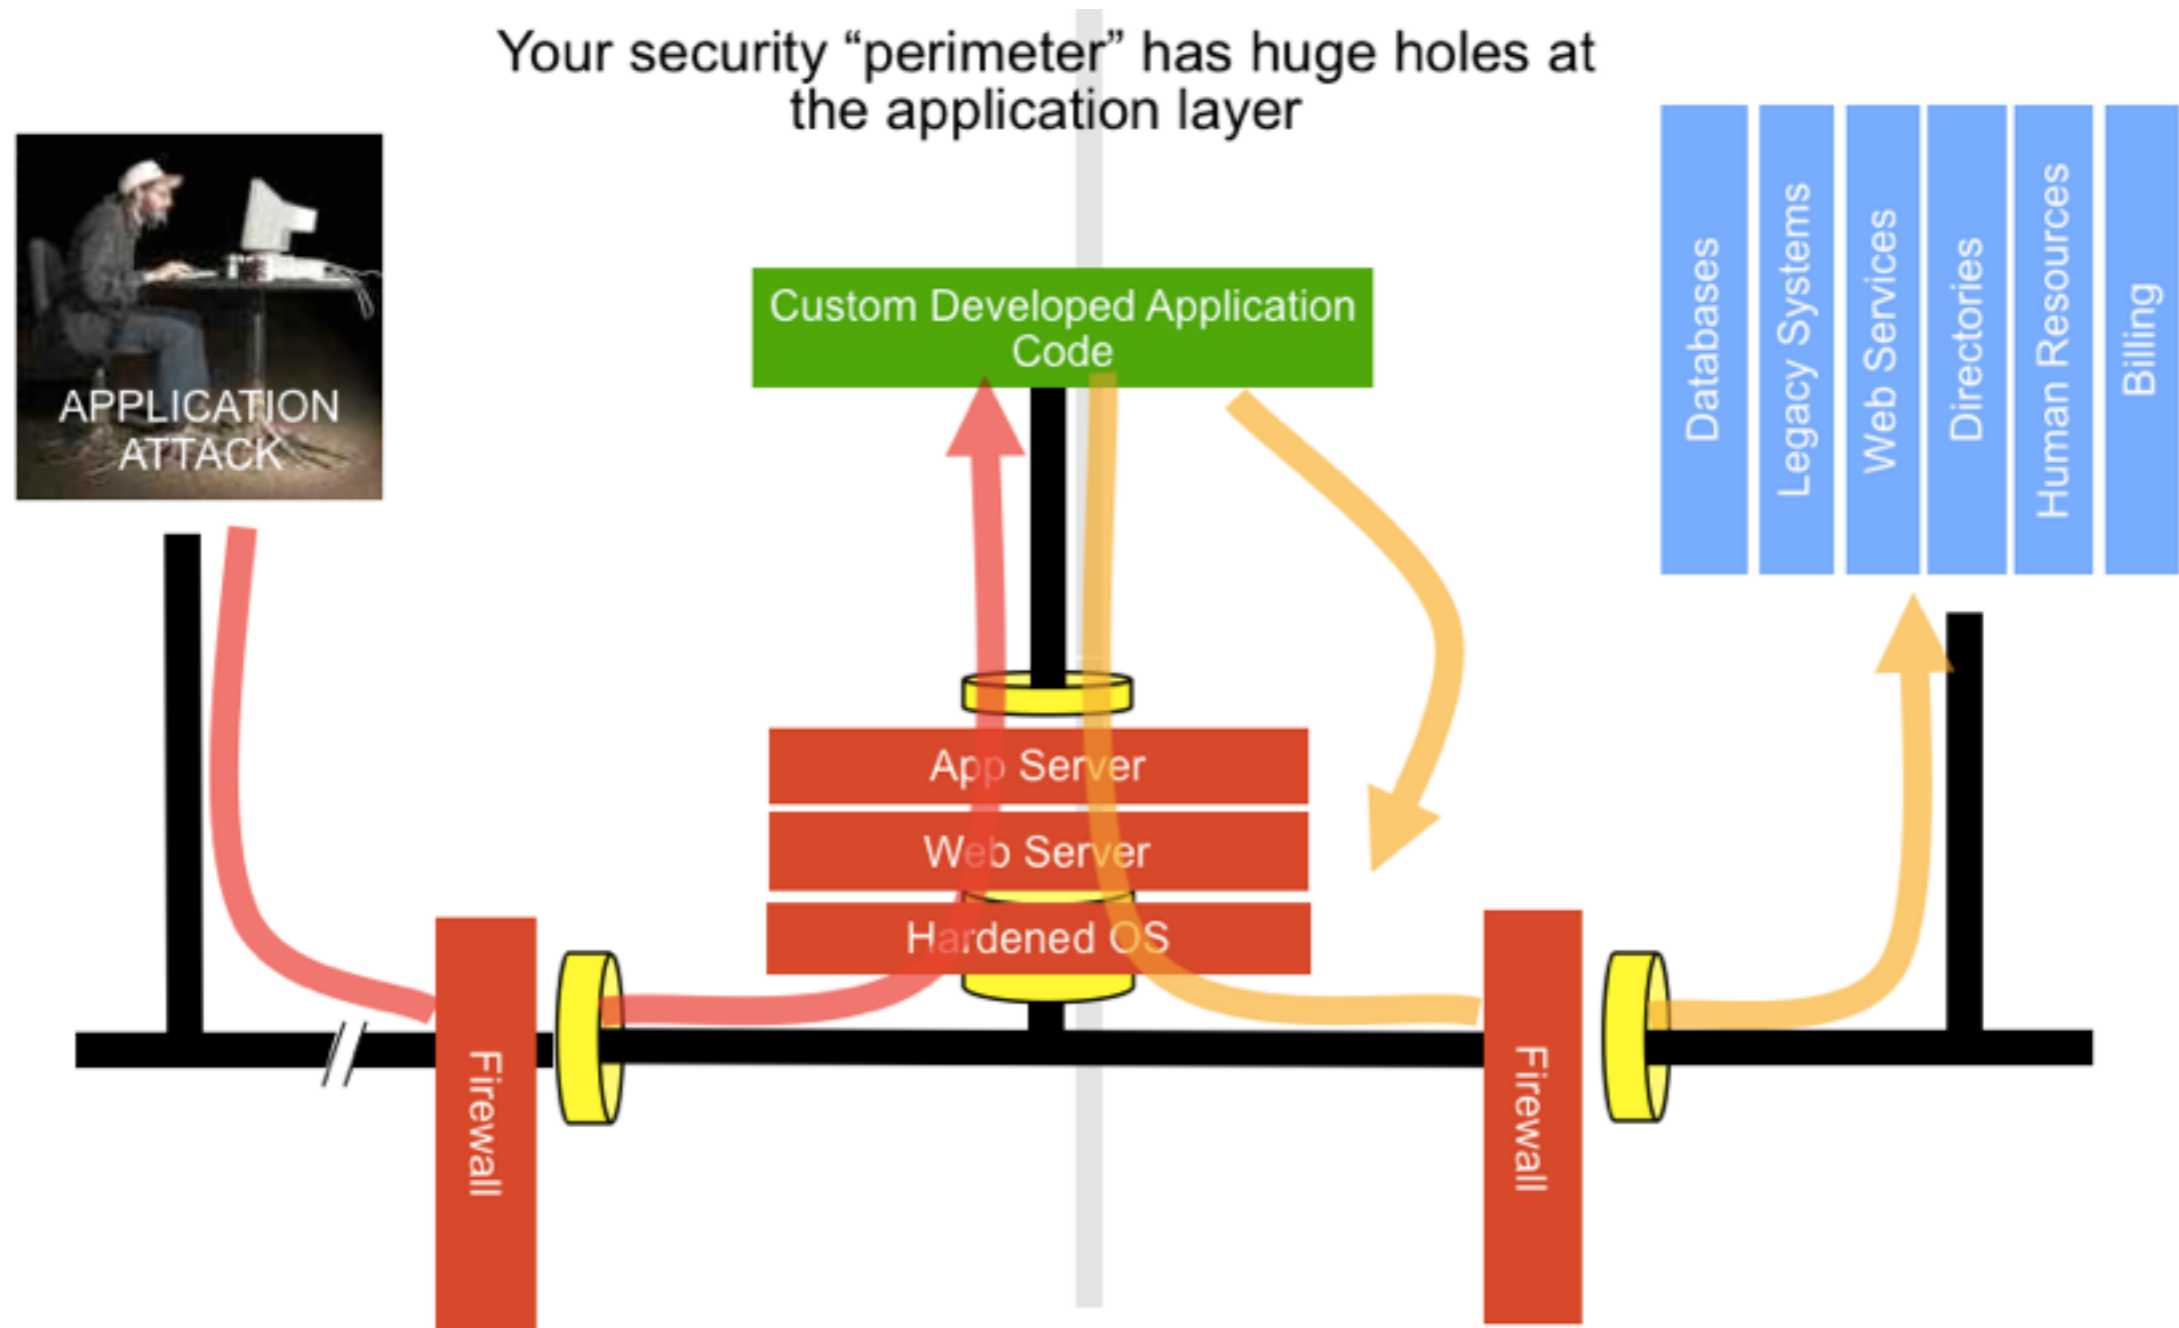 Your security “perimeter” has huge holes at
the application layer
APPLICATION
ATTACK
Custom Developed Application
Code
App Server
Web Server
Hardened OS
Firewall
Firewall
Databases
Legacy Systems
Web Services
Directories
Human Resources
Billing